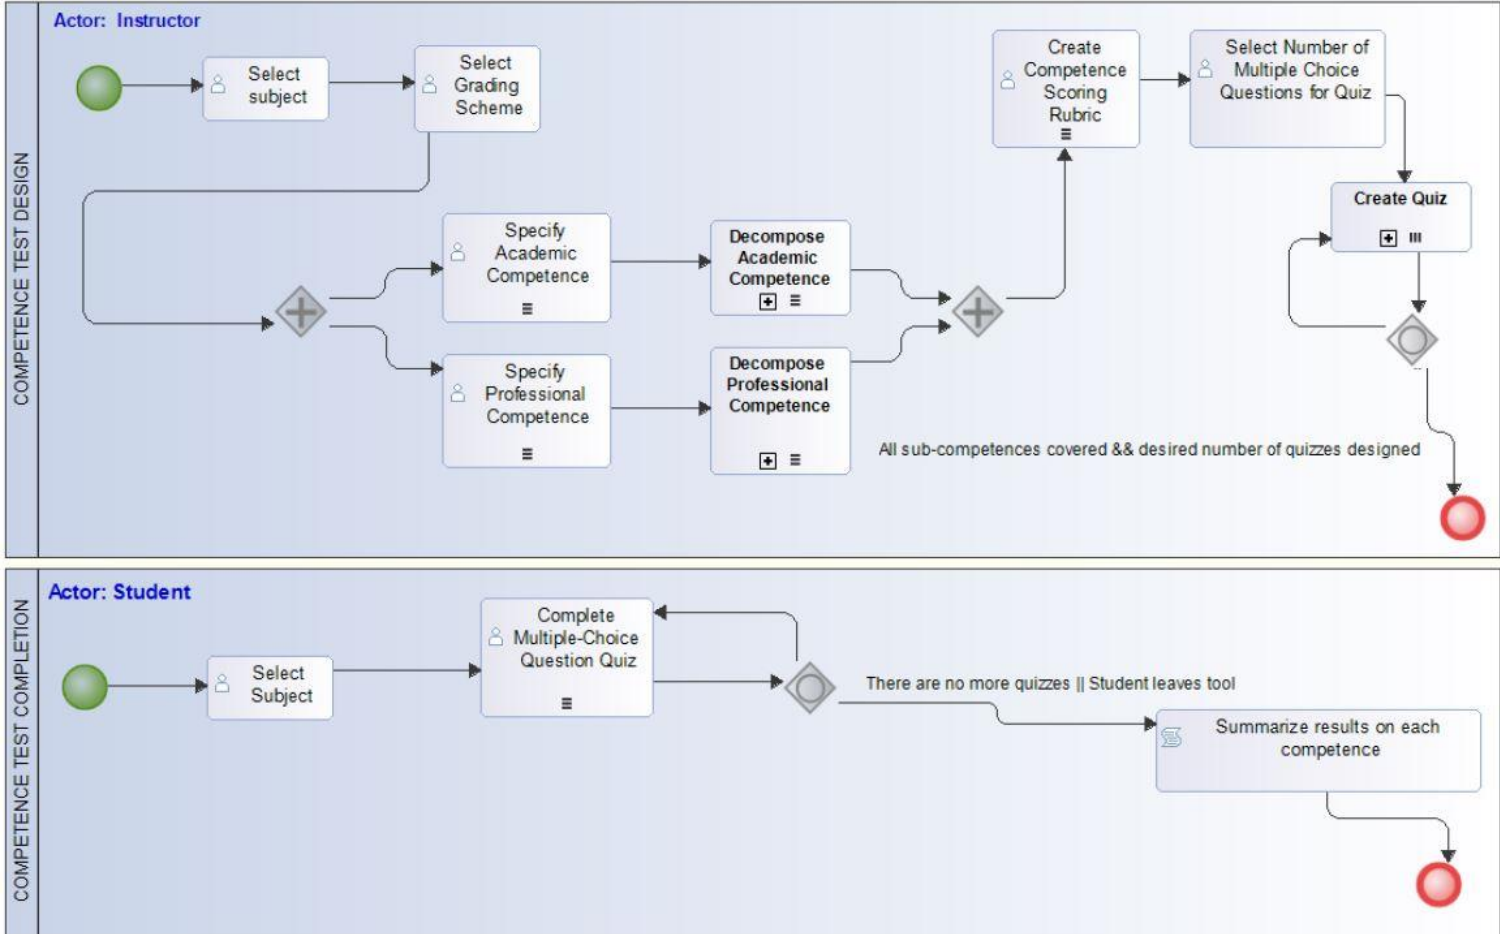 COMPETENCE TEST DESIGN
Actor: Instructor
Select
subject
Select
Grading
Scheme
Specify
Academic
Competence
Decompose
Academic
Competence
Specify
Professional
Competence
Decompose
Professional
Competence
Create
Competence
Scoring
Rubric
Select Number of
Multiple Choice
Questions for Quiz
Create Quiz
All sub-competences covered && desired number of quizzes designed
COMPETENCE TEST COMPLETION
Actor: Student
Select
Subject
Complete
Multiple-Choice
Question Quiz
There are no more quizzes || Student leaves tool
Summarize results on each
competence